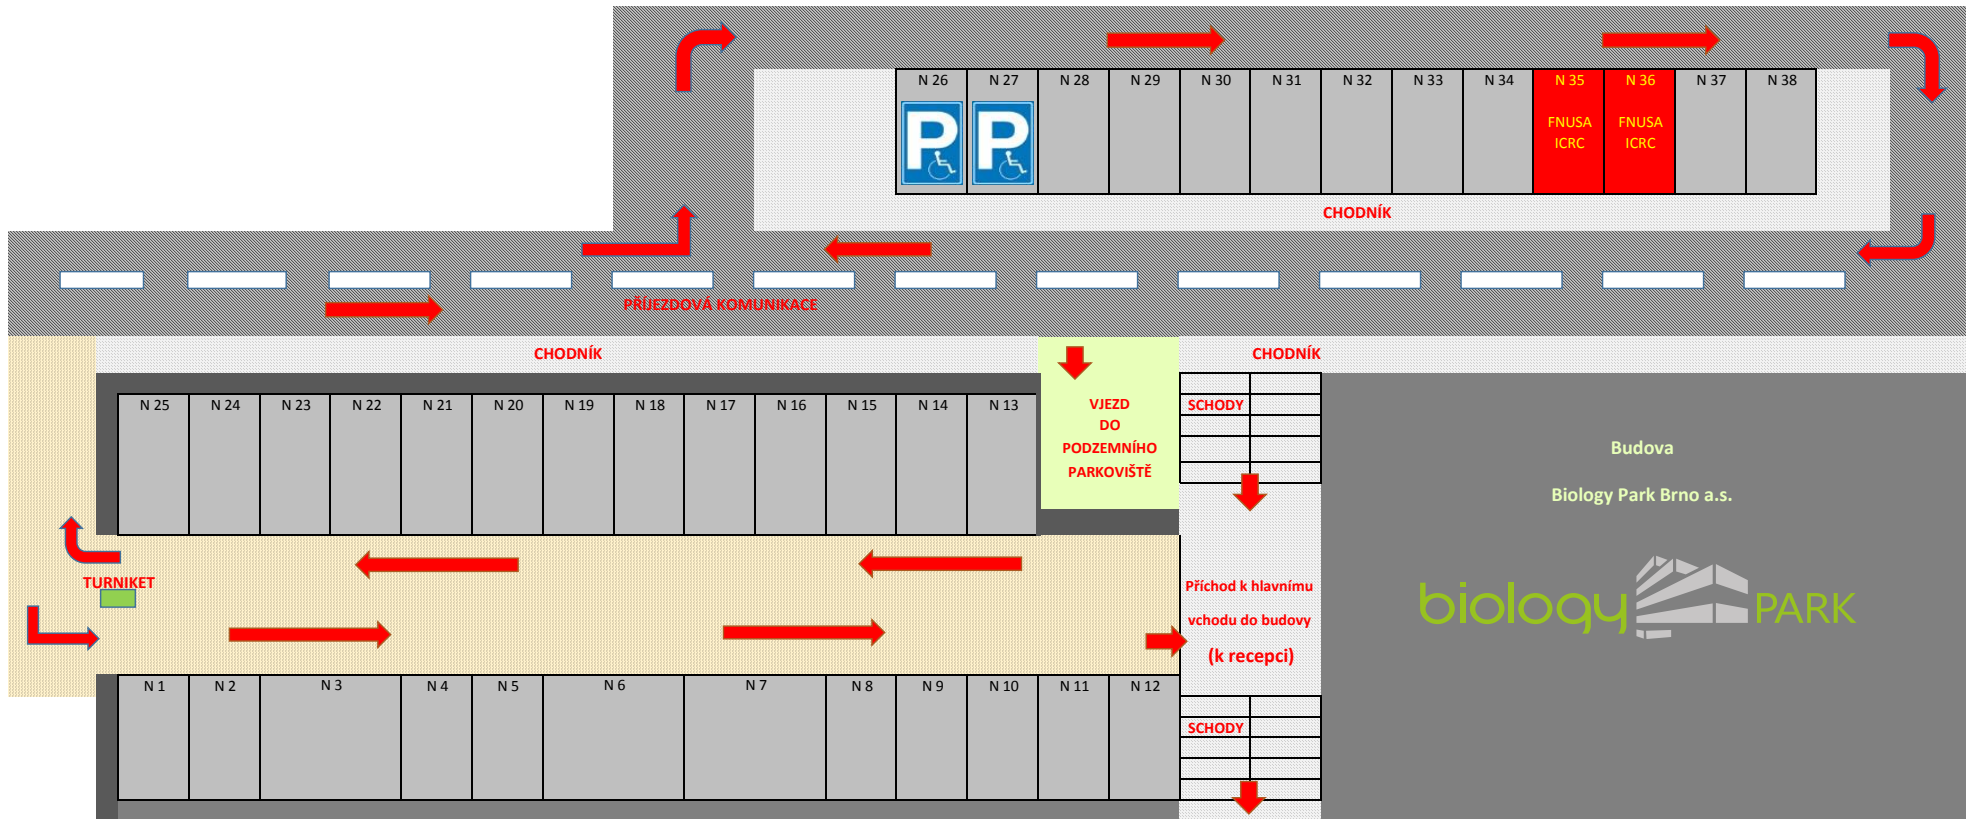 N 26 N 27 N 28 N 29 N 30 N 31 N 32 N 33 N 34 N 35 N 36 N 37 N 38
P P
FNUSA FNUSA
ICRC ICRC
CHODNÍK
PŘÍJEZDOVÁ KOMUNIKACE
CHODNÍK CHODNÍK
N 25 N 24 N 23 N 22 N 21 N 20 N 19 N 18 N 17 N 16 N 15 N 14 N 13
VJEZD
DO
PODZEMNÍHO
PARKOVIŠTĚ
SCHODY
Budova
Biology Park Brno a.s.
TURNIKET
Příchod k hlavnímu
vchodu do budovy
(k recepci)
biology PARK
N 1 N 2 N 3 N 4 N 5 N 6 N 7 N 8 N 9 N 10 N 11 N 12
SCHODY